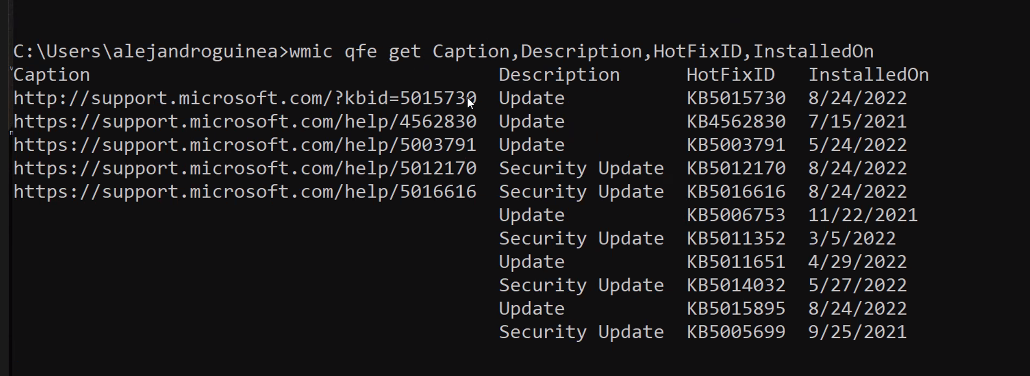 C:\Users\alejandroguinea>wmic qfe get Caption,Description,HotFixID,InstalledOn
Caption Description HotFixID InstalledOn
http://support.microsoft.com/?kbid=5015730 Update KB5015730 8/24/2022
https://support.microsoft.com/help/4562830 Update KB4562830 7/15/2021
https://support.microsoft.com/help/5003791 Update KB5003791 5/24/2022
https://support.microsoft.com/help/5012170 Security Update KB5012170 8/24/2022
https://support.microsoft.com/help/5016616 Security Update KB5016616 8/24/2022
Update KB5006753 11/22/2021
Security Update KB5011352 3/5/2022
Update KB5011651 4/29/2022
Security Update KB5014032 5/27/2022
Update KB5015895 8/24/2022
Security Update KB5005699 9/25/2021